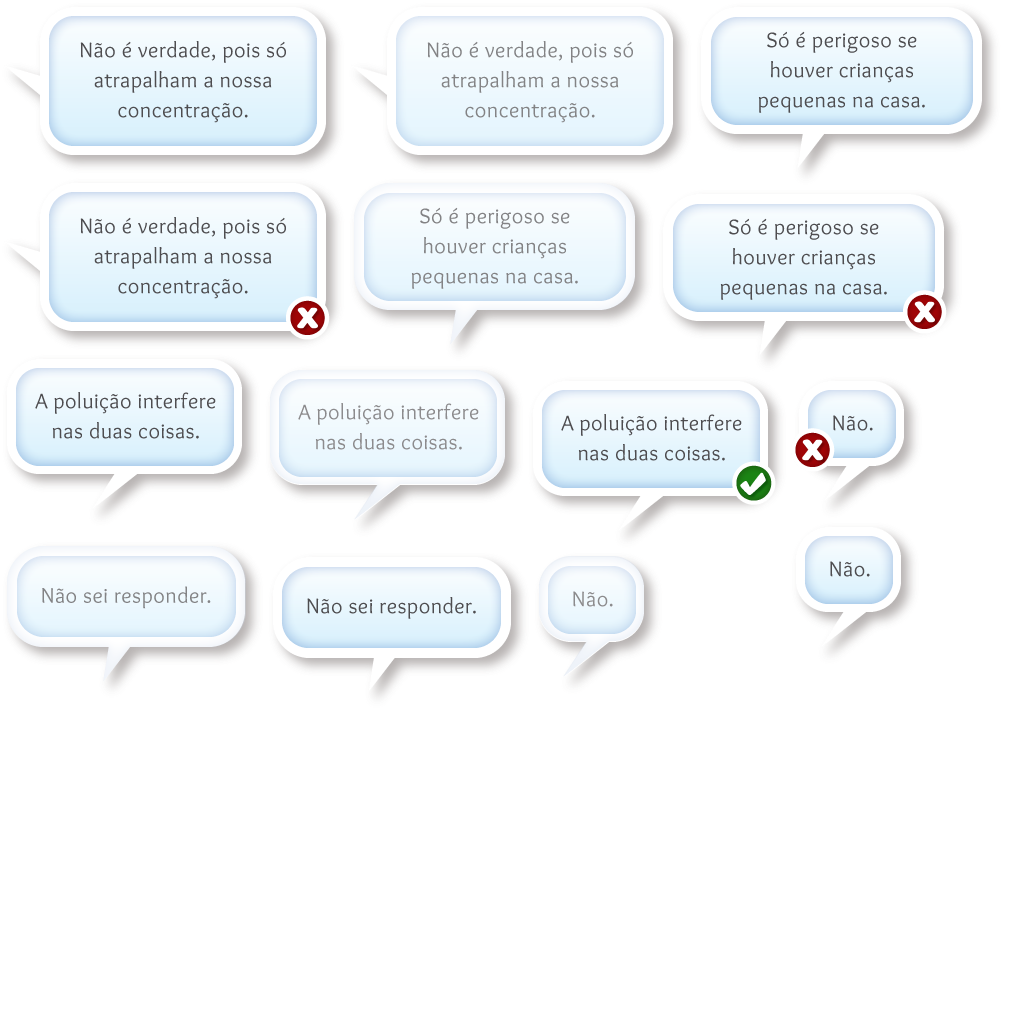 Não é verdade, pois só
atrapalham a nossa
concentração.
Não é verdade, pois só
atrapalham a nossa
concentração.
Só é perigoso se
houver crianças
pequenas na casa.
Não é verdade, pois só
atrapalham a nossa
concentração.
Só é perigoso se
houver crianças
pequenas na casa.
Só é perigoso se
houver crianças
pequenas na casa.
A poluição interfere
nas duas coisas.
A poluição interfere
nas duas coisas.
A poluição interfere
nas duas coisas.
Não.
Não sei responder.
Não sei responder.
Não.
Não.